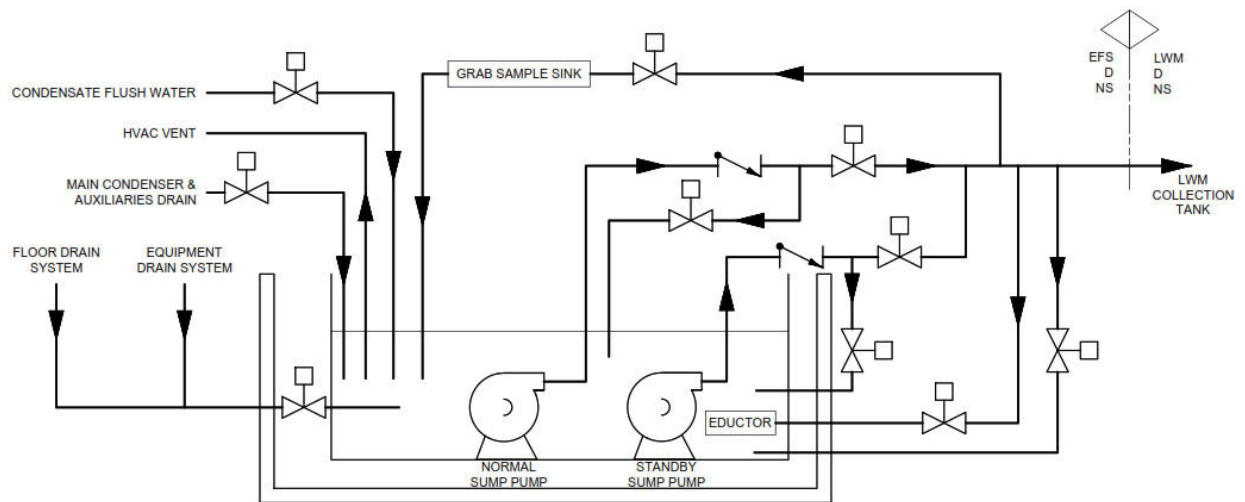 EFS
D
NS
LWM
D
NS
GRAB SAMPLE SINK
CONDENSATE FLUSH WATER
HVAC VENT
MAIN CONDENSER &
AUXILIARIES DRAIN
LWM
COLLECTION
TANK
FLOOR DRAIN
SYSTEM
EQUIPMENT
DRAIN SYSTEM
EDUCTOR
NORMAL
SUMP PUMP
STANDBY
SUMP PUMP